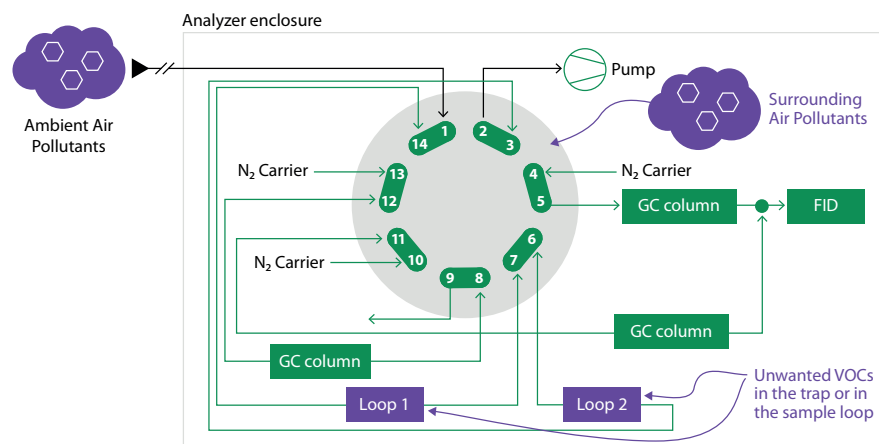 Analyzer enclosure
Ambient Air
Pollutants
Pump
Surrounding
Air Pollutants
1
2
14
3
13
4
12
5
11
6
10
7
9
8
N₂ Carrier
N₂ Carrier
N₂ Carrier
GC column
FID
GC column
GC column
Loop 1
Loop 2
Unwanted VOCs
in the trap or in
the sample loop